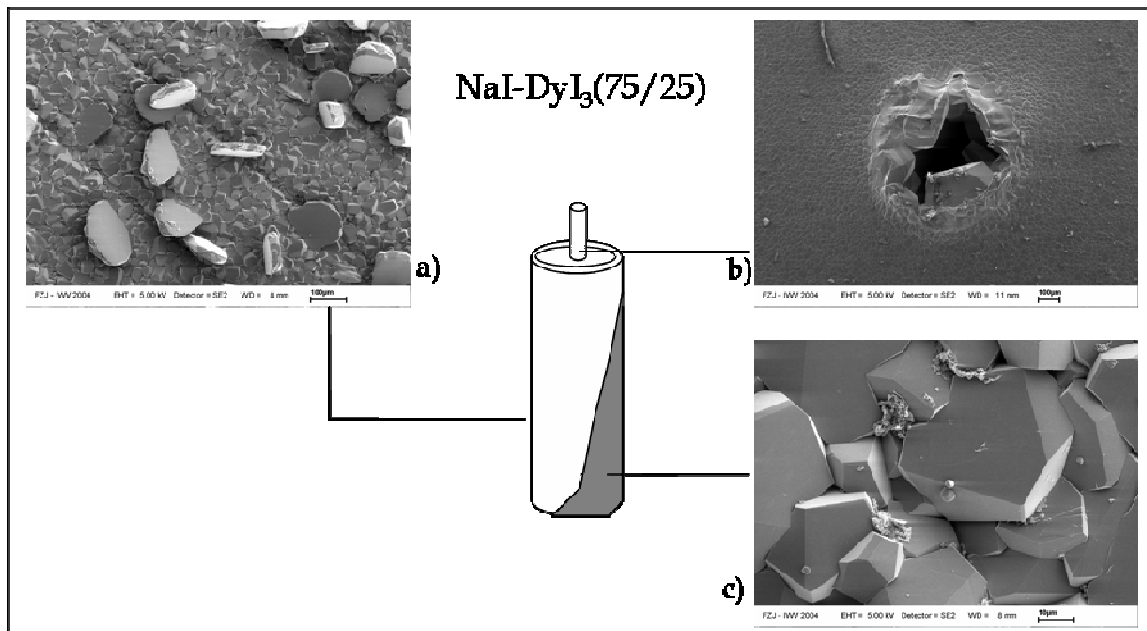 NaI-DyI₃(75/25)
a)
FZJ - IWV 2004 EHT = 5.00 kV Detector = SE2 WD = 8 mm 100µm
b)
FZJ - IWV 2004 EHT = 5.00 kV Detector = SE2 WD = 11 mm 100µm
c)
FZJ - IWV 2004 EHT = 5.00 kV Detector = SE2 WD = 8 mm 10µm